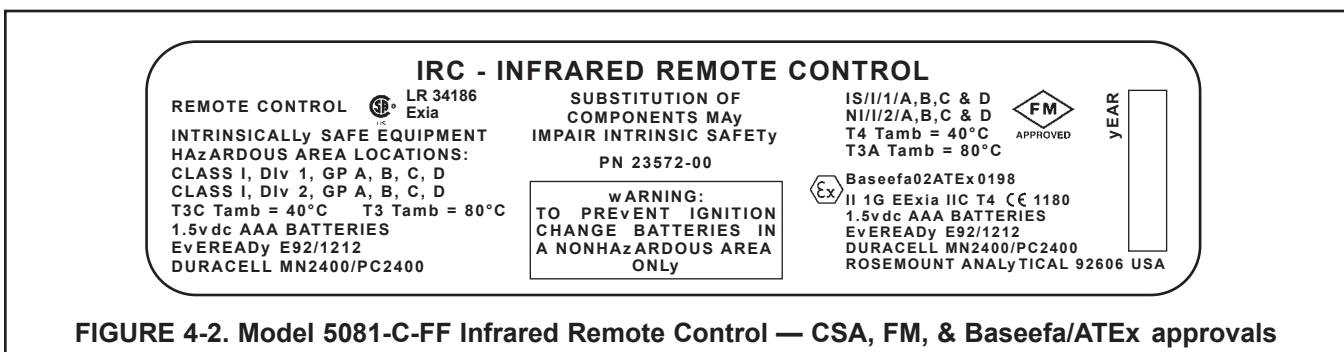 IRC - INFRARED REMOTE CONTROL
REMOTE CONTROL
LR 34186
Exia
INTRINSICALLy SAFE EQUIPMENT
HAzARDOUS AREA LOCATIONS:
CLASS I, DIv 1, GP A, B, C, D
CLASS I, DIv 2, GP A, B, C, D
T3C Tamb = 40°C T3 Tamb = 80°C
1.5vdc AAA BATTERIES
EvEREADy E92/1212
DURACELL MN2400/PC2400
SUBSTITUTION OF
COMPONENTS MAy
IMPAIR INTRINSIC SAFETy
PN 23572-00
wARNING:
TO PREvENT IGNITION
CHANGE BATTERIES IN
A NONHAzARDOUS AREA
ONLy
IS/I/1/A,B,C & D
NI/I/2/A,B,C & D
T4 Tamb = 40°C
T3A Tamb = 80°C
FM
APPROVED
yEAR
Ex
Baseefa02ATEx0198
II 1G EExia IIC T4 CE 1180
1.5vdc AAA BATTERIES
EvEREADy E92/1212
DURACELL MN2400/PC2400
ROSEMOUNT ANALyTICAL 92606 USA
FIGURE 4-2. Model 5081-C-FF Infrared Remote Control — CSA, FM, & Baseefa/ATEx approvals